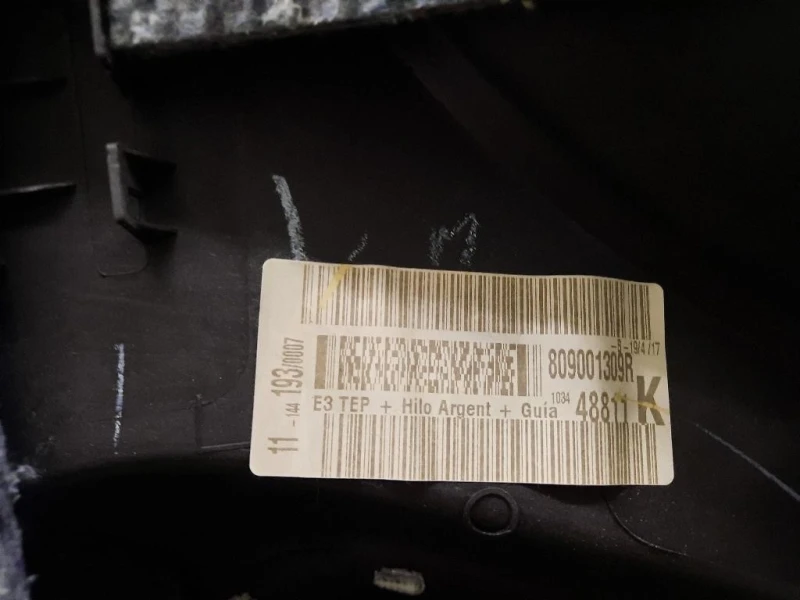 -8-19/4/17
809001309R
E3 TEP + Hilo Argent + Guía
1034
48811 K
11 -144 193/0007